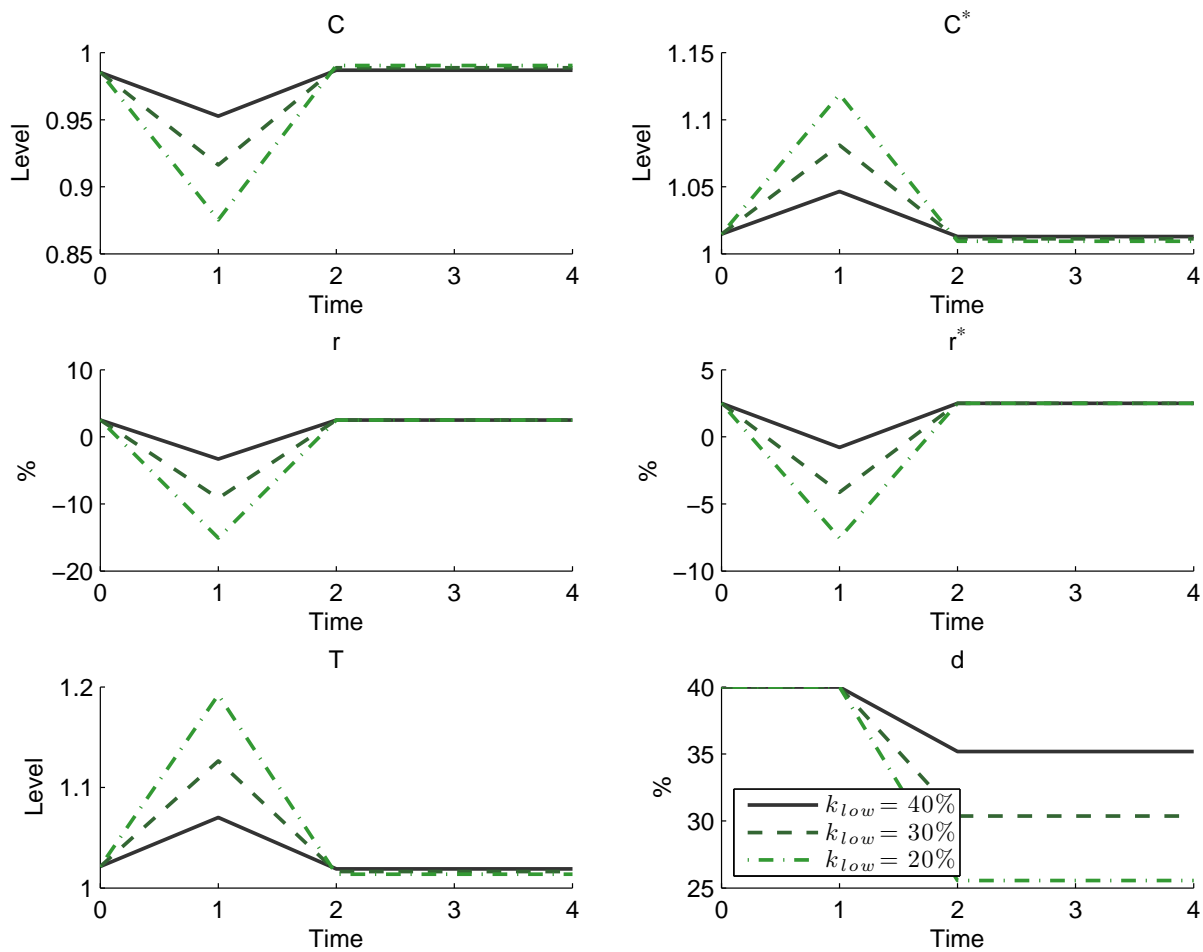 C
1
0.95
0.9
0.85
Level
0 1 2 3 4
Time
C*
1.15
1.1
1.05
1
Level
0 1 2 3 4
Time
r
10
0
−10
−20
%
0 1 2 3 4
Time
r*
5
0
−5
−10
%
0 1 2 3 4
Time
T
1.2
1.1
1
Level
0 1 2 3 4
Time
d
40
35
30
25
%
k_low = 40%
k_low = 30%
k_low = 20%
0 1 2 3 4
Time